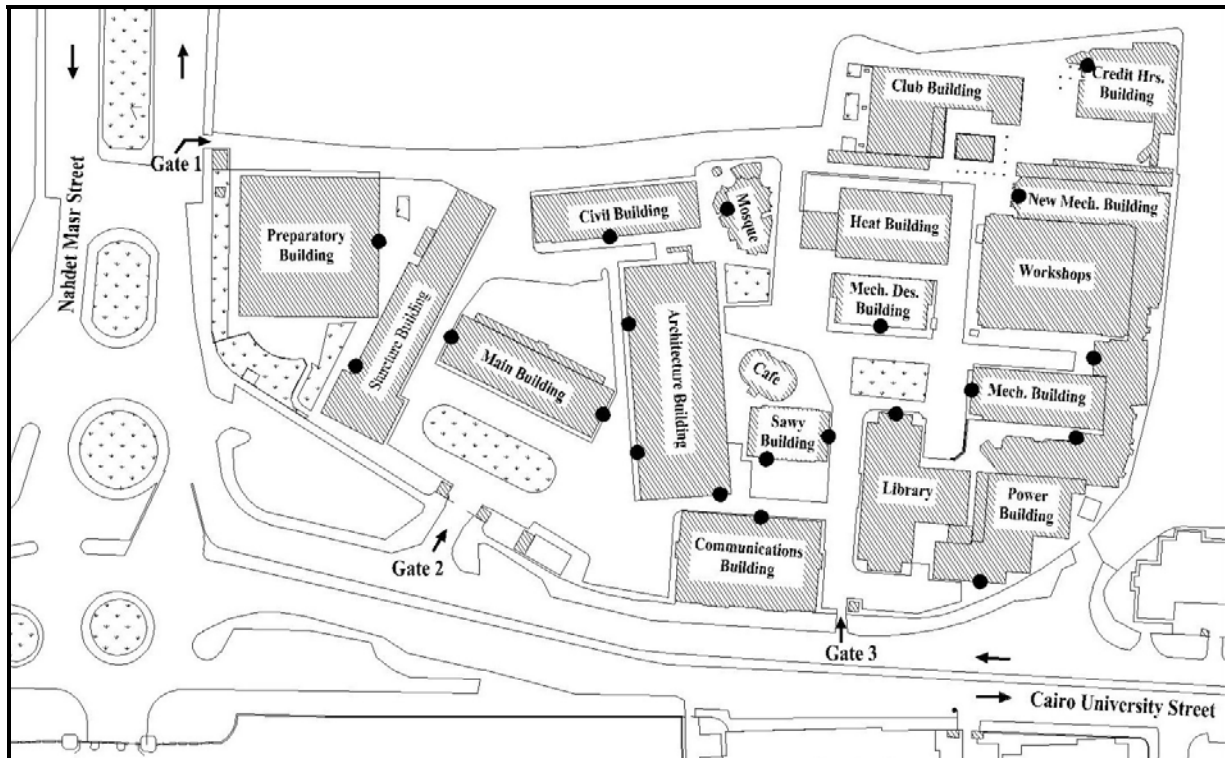 Credit Hrs.
Building
Club Building
Gate 1
Nahdet Masr Street
Civil Building
Mosque
New Mech. Building
Preparatory
Building
Heat Building
Workshops
Structure Building
Mech. Des.
Building
Main Building
Architecture Building
Cafe
Mech. Building
Sawy
Building
Library
Power
Building
Communications
Building
Gate 2
Gate 3
Cairo University Street